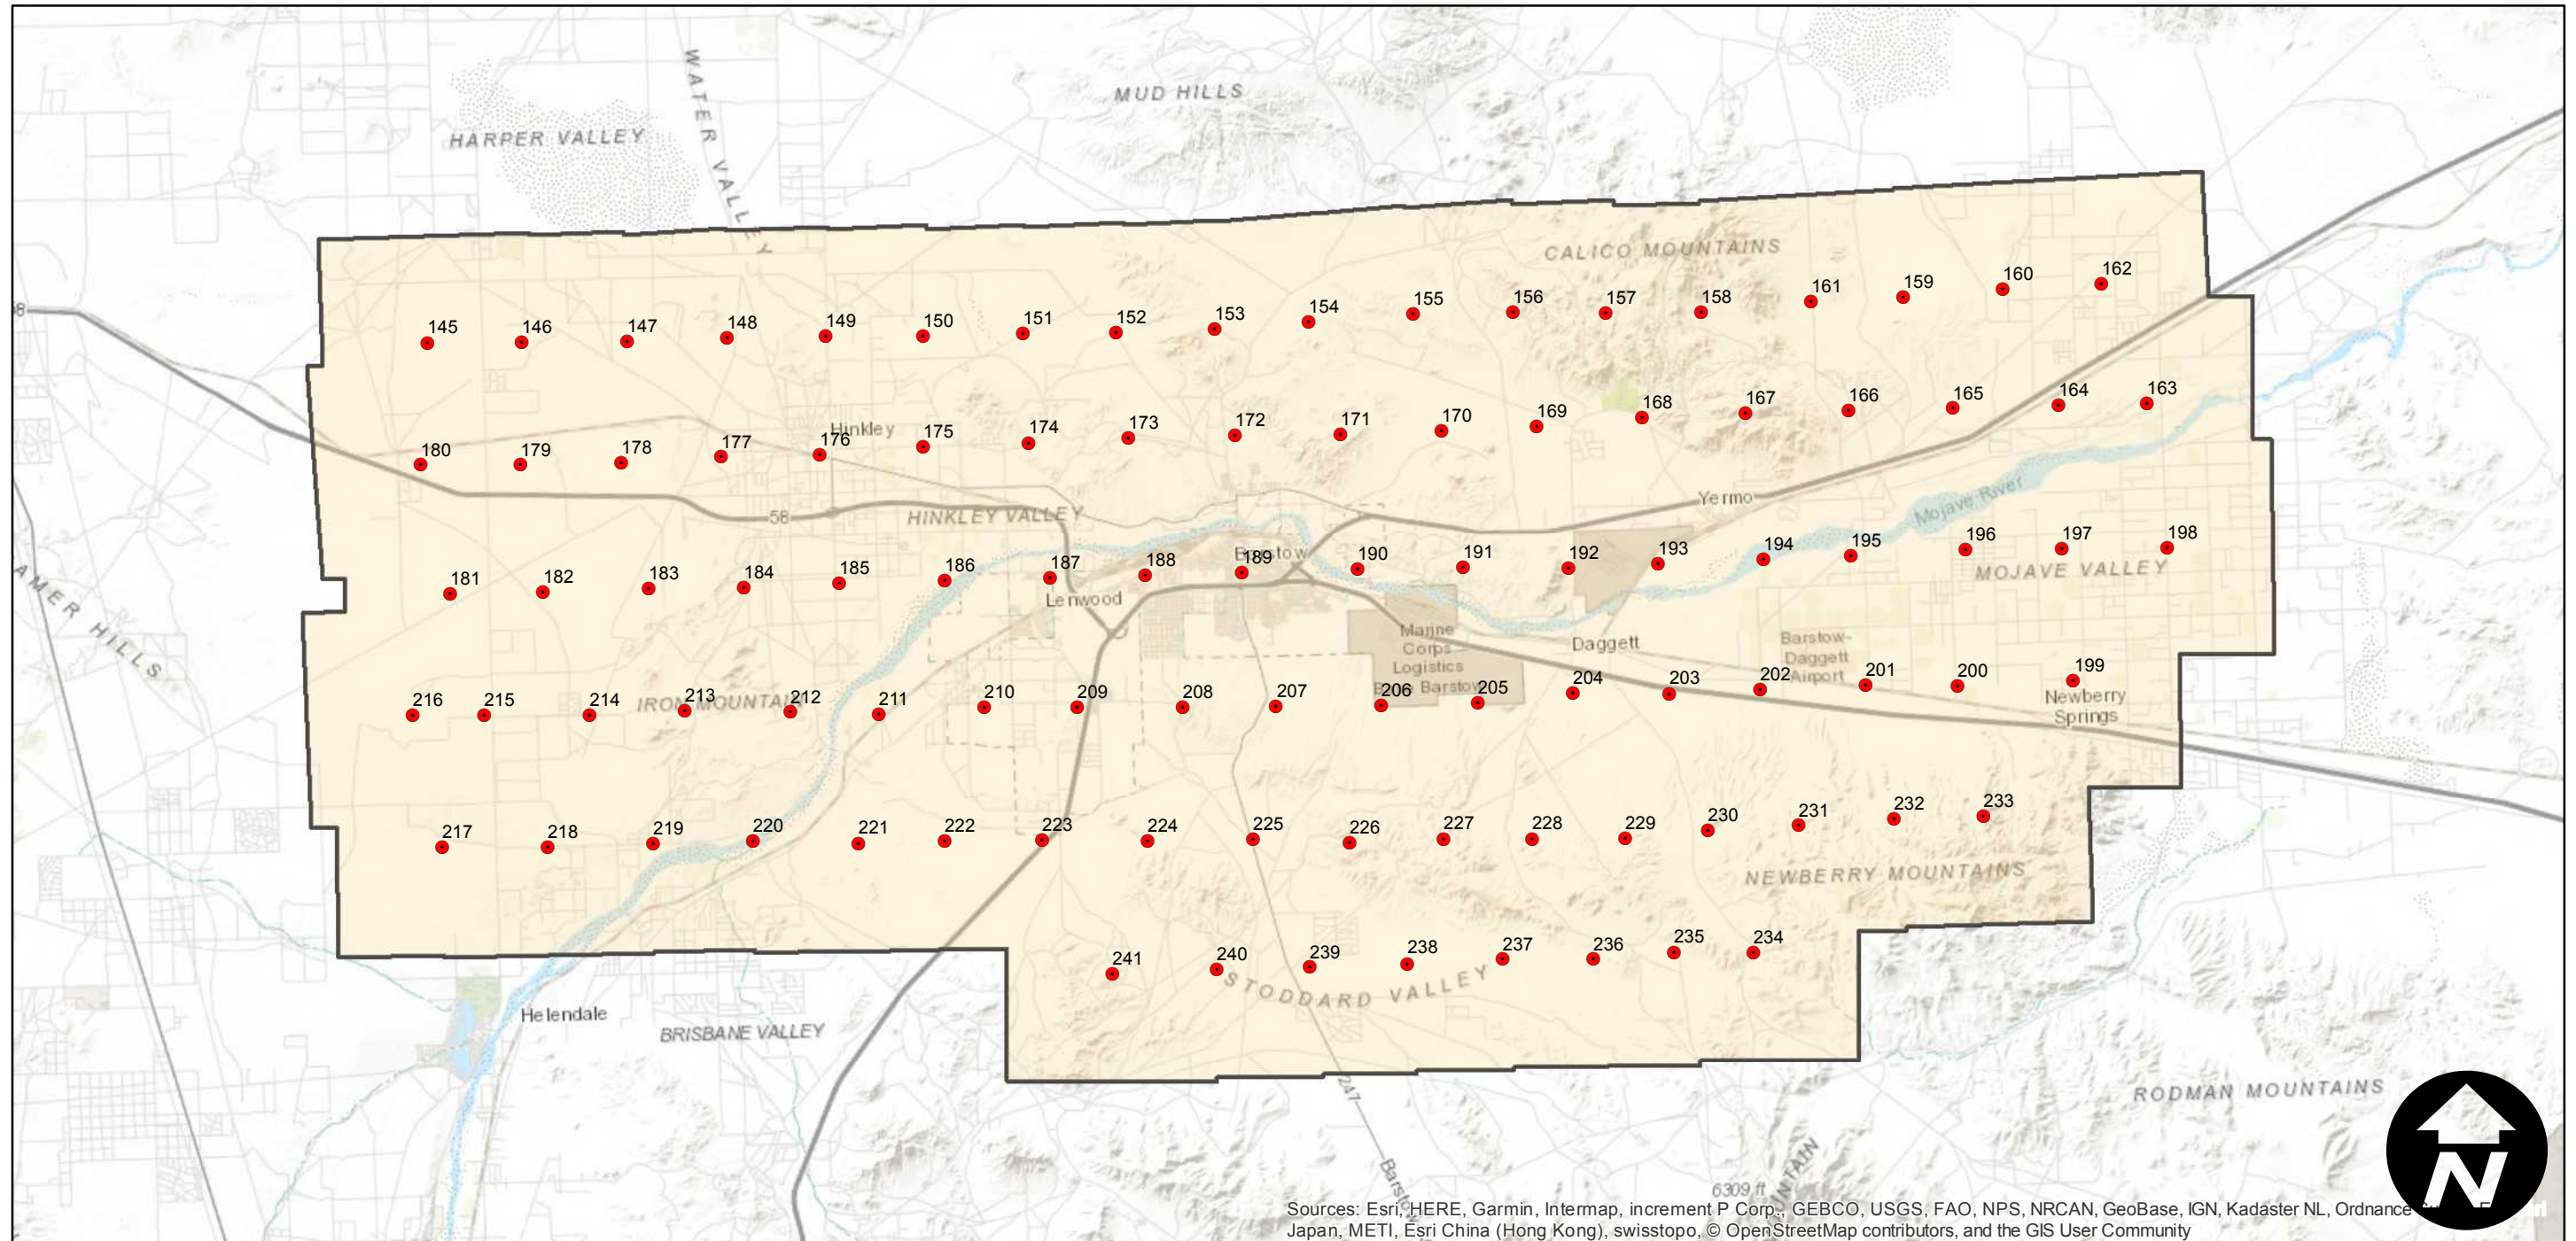 MUD HILLS
HARPER VALLEY
WATER VALLEY
CALICO MOUNTAINS
145 146 147 148 149 150 151 152 153 154 155 156 157 158 161 159 160 162
180 179 178 177 176 Hinkley 175 174 173 172 171 170 169 168 167 166 165 164 163
58
HINKLEY VALLEY
Yermo
Mojave River
181 182 183 184 185 186 187 188 189 Barstow 190 191 192 193 194 195 196 197 198
MOJAVE VALLEY
Lenwood
Marine
Corps
Logistics
Barstow
Daggett
Barstow-
Daggett
Airport
216 215 214 213 212 211 210 209 208 207 206 205 204 203 202 201 200 199
IRON MOUNTAIN
Newberry
Springs
217 218 219 220 221 222 223 224 225 226 227 228 229 230 231 232 233
NEWBERRY MOUNTAINS
241 240 239 238 237 236 235 234
STODDARD VALLEY
Helendale
BRISBANE VALLEY
247
RODMAN MOUNTAINS
6309 ft
N
Sources: Esri, HERE, Garmin, Intermap, increment P Corp., GEBCO, USGS, FAO, NPS, NRCAN, GeoBase, IGN, Kadaster NL, Ordnance
Japan, METI, Esri China (Hong Kong), swisstopo, © OpenStreetMap contributors, and the GIS User Community